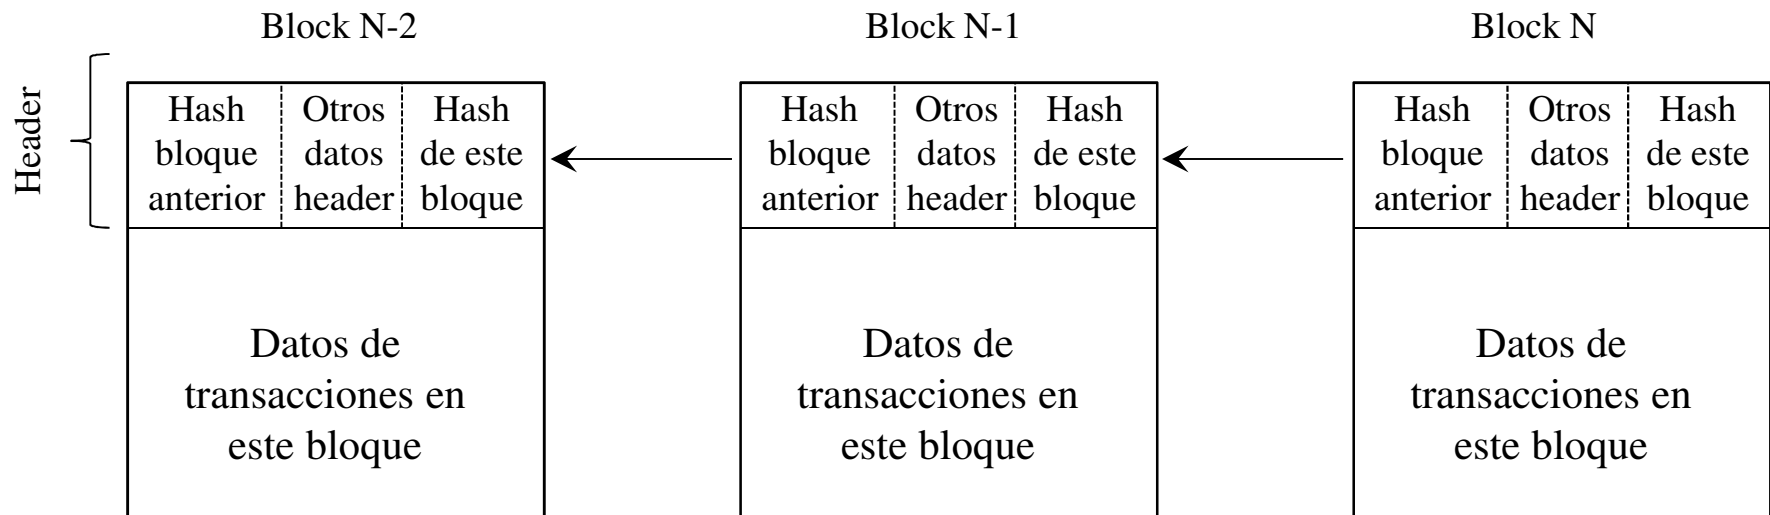 Block N-2
Block N-1
Block N
Header
Hash
bloque
anterior
Otros
datos
header
Hash
de este
bloque
Hash
bloque
anterior
Otros
datos
header
Hash
de este
bloque
Hash
bloque
anterior
Otros
datos
header
Hash
de este
bloque
Datos de
transacciones en
este bloque
Datos de
transacciones en
este bloque
Datos de
transacciones en
este bloque